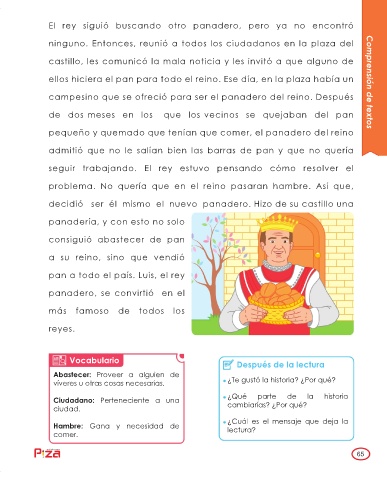 El rey siguió buscando otro panadero, pero ya no encontró
ninguno. Entonces, reunió a todos los ciudadanos en la plaza del
castillo, les comunicó la mala noticia y les invitó a que alguno de
ellos hiciera el pan para todo el reino. Ese día, en la plaza había un
campesino que se ofreció para ser el panadero del reino. Después
de dos meses en los que los vecinos se quejaban del pan
pequeño y quemado que tenían que comer, el panadero del reino
admitió que no le salían bien las barras de pan y que no quería
seguir trabajando. El rey estuvo pensando cómo resolver el
problema. No quería que en el reino pasaran hambre. Así que,
decidió ser él mismo el nuevo panadero. Hizo de su castillo una
panadería, y con esto no solo
consiguió abastecer de pan
a su reino, sino que vendió
pan a todo el país. Luis, el rey
panadero, se convirtió en el
más famoso de todos los
reyes.
Comprensión de textos
Vocabulario
Abastecer: Proveer a alguien de
víveres u otras cosas necesarias.
Ciudadano: Perteneciente a una
ciudad.
Hambre: Gana y necesidad de
comer.
Después de la lectura
¿Te gustó la historia? ¿Por qué?
¿Qué parte de la historia
cambiarías? ¿Por qué?
¿Cuál es el mensaje que deja la
lectura?
Piza
65